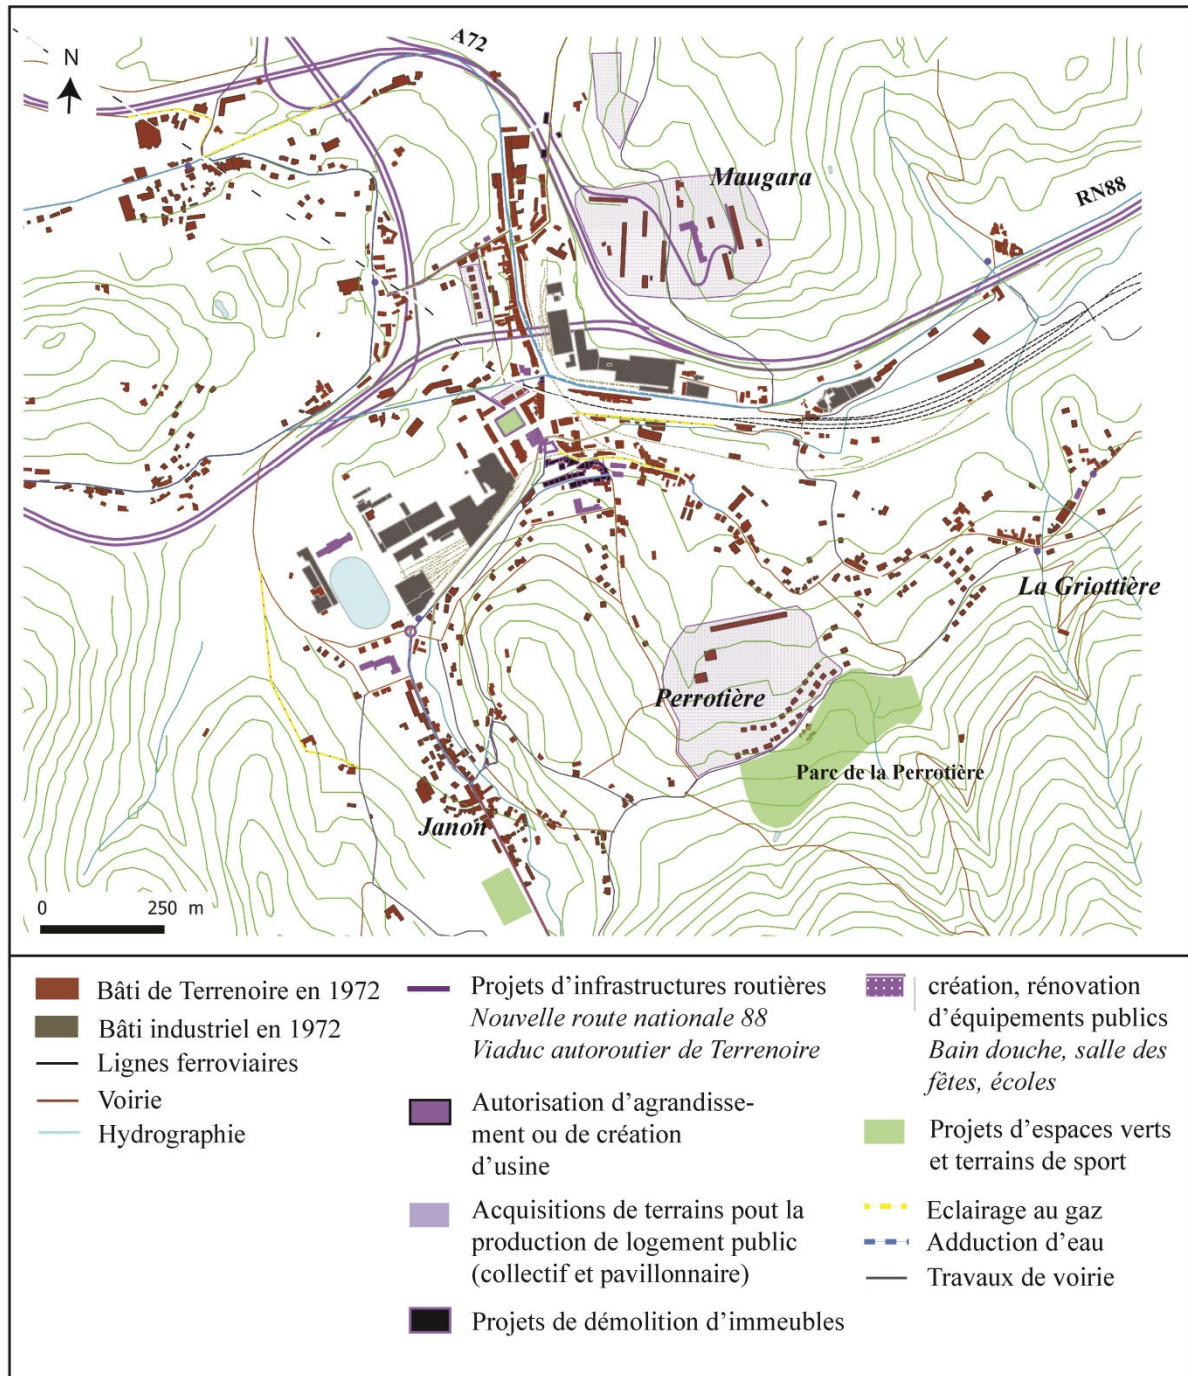 A72
N
Maugara
RN88
La Griottière
Perrotière
Parc de la Perrotière
Janon
0 250 m
Bâti de Terrenoire en 1972
Bâti industriel en 1972
Lignes ferroviaires
Voirie
Hydrographie
Projets d'infrastructures routières
Nouvelle route nationale 88
Viaduc autoroutier de Terrenoire
Autorisation d'agrandisse-
ment ou de création
d'usine
Acquisitions de terrains pout la
production de logement public
(collectif et pavillonnaire)
Projets de démolition d'immeubles
création, rénovation
d'équipements publics
Bain douche, salle des
fêtes, écoles
Projets d'espaces verts
et terrains de sport
Eclairage au gaz
Adduction d'eau
Travaux de voirie